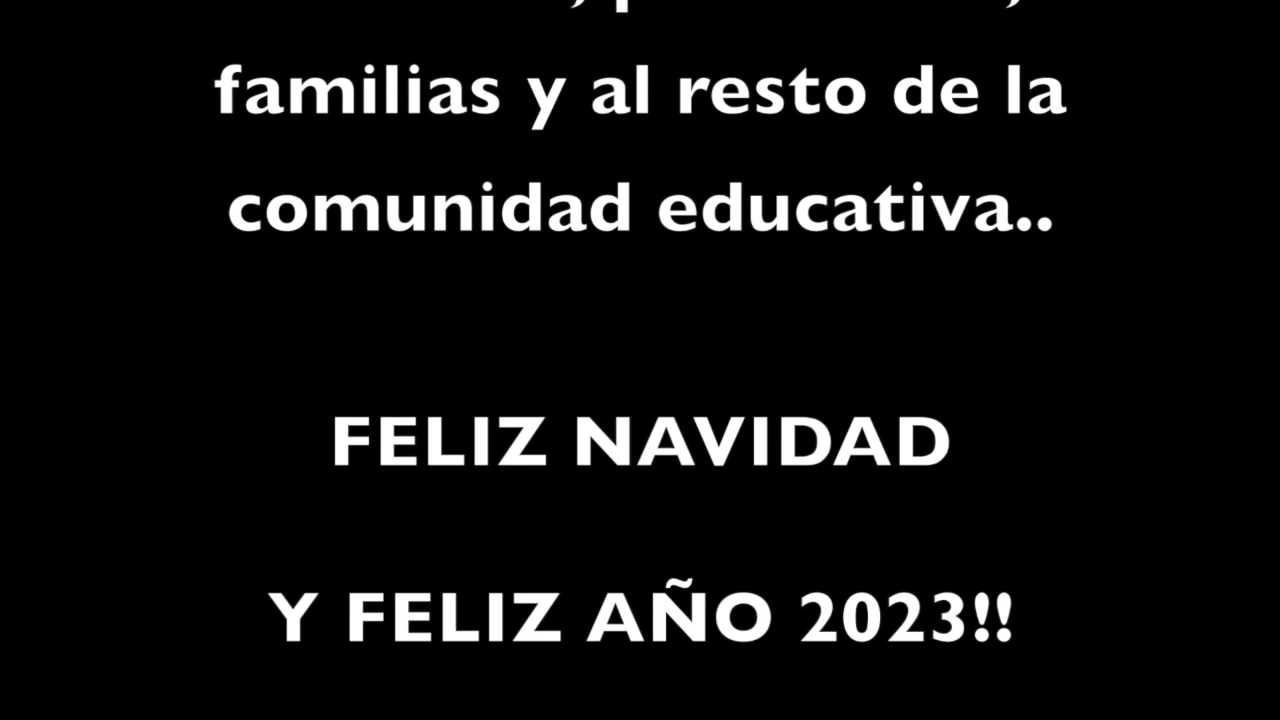 familias y al resto de la
comunidad educativa..
FELIZ NAVIDAD
Y FELIZ AÑO 2023!!